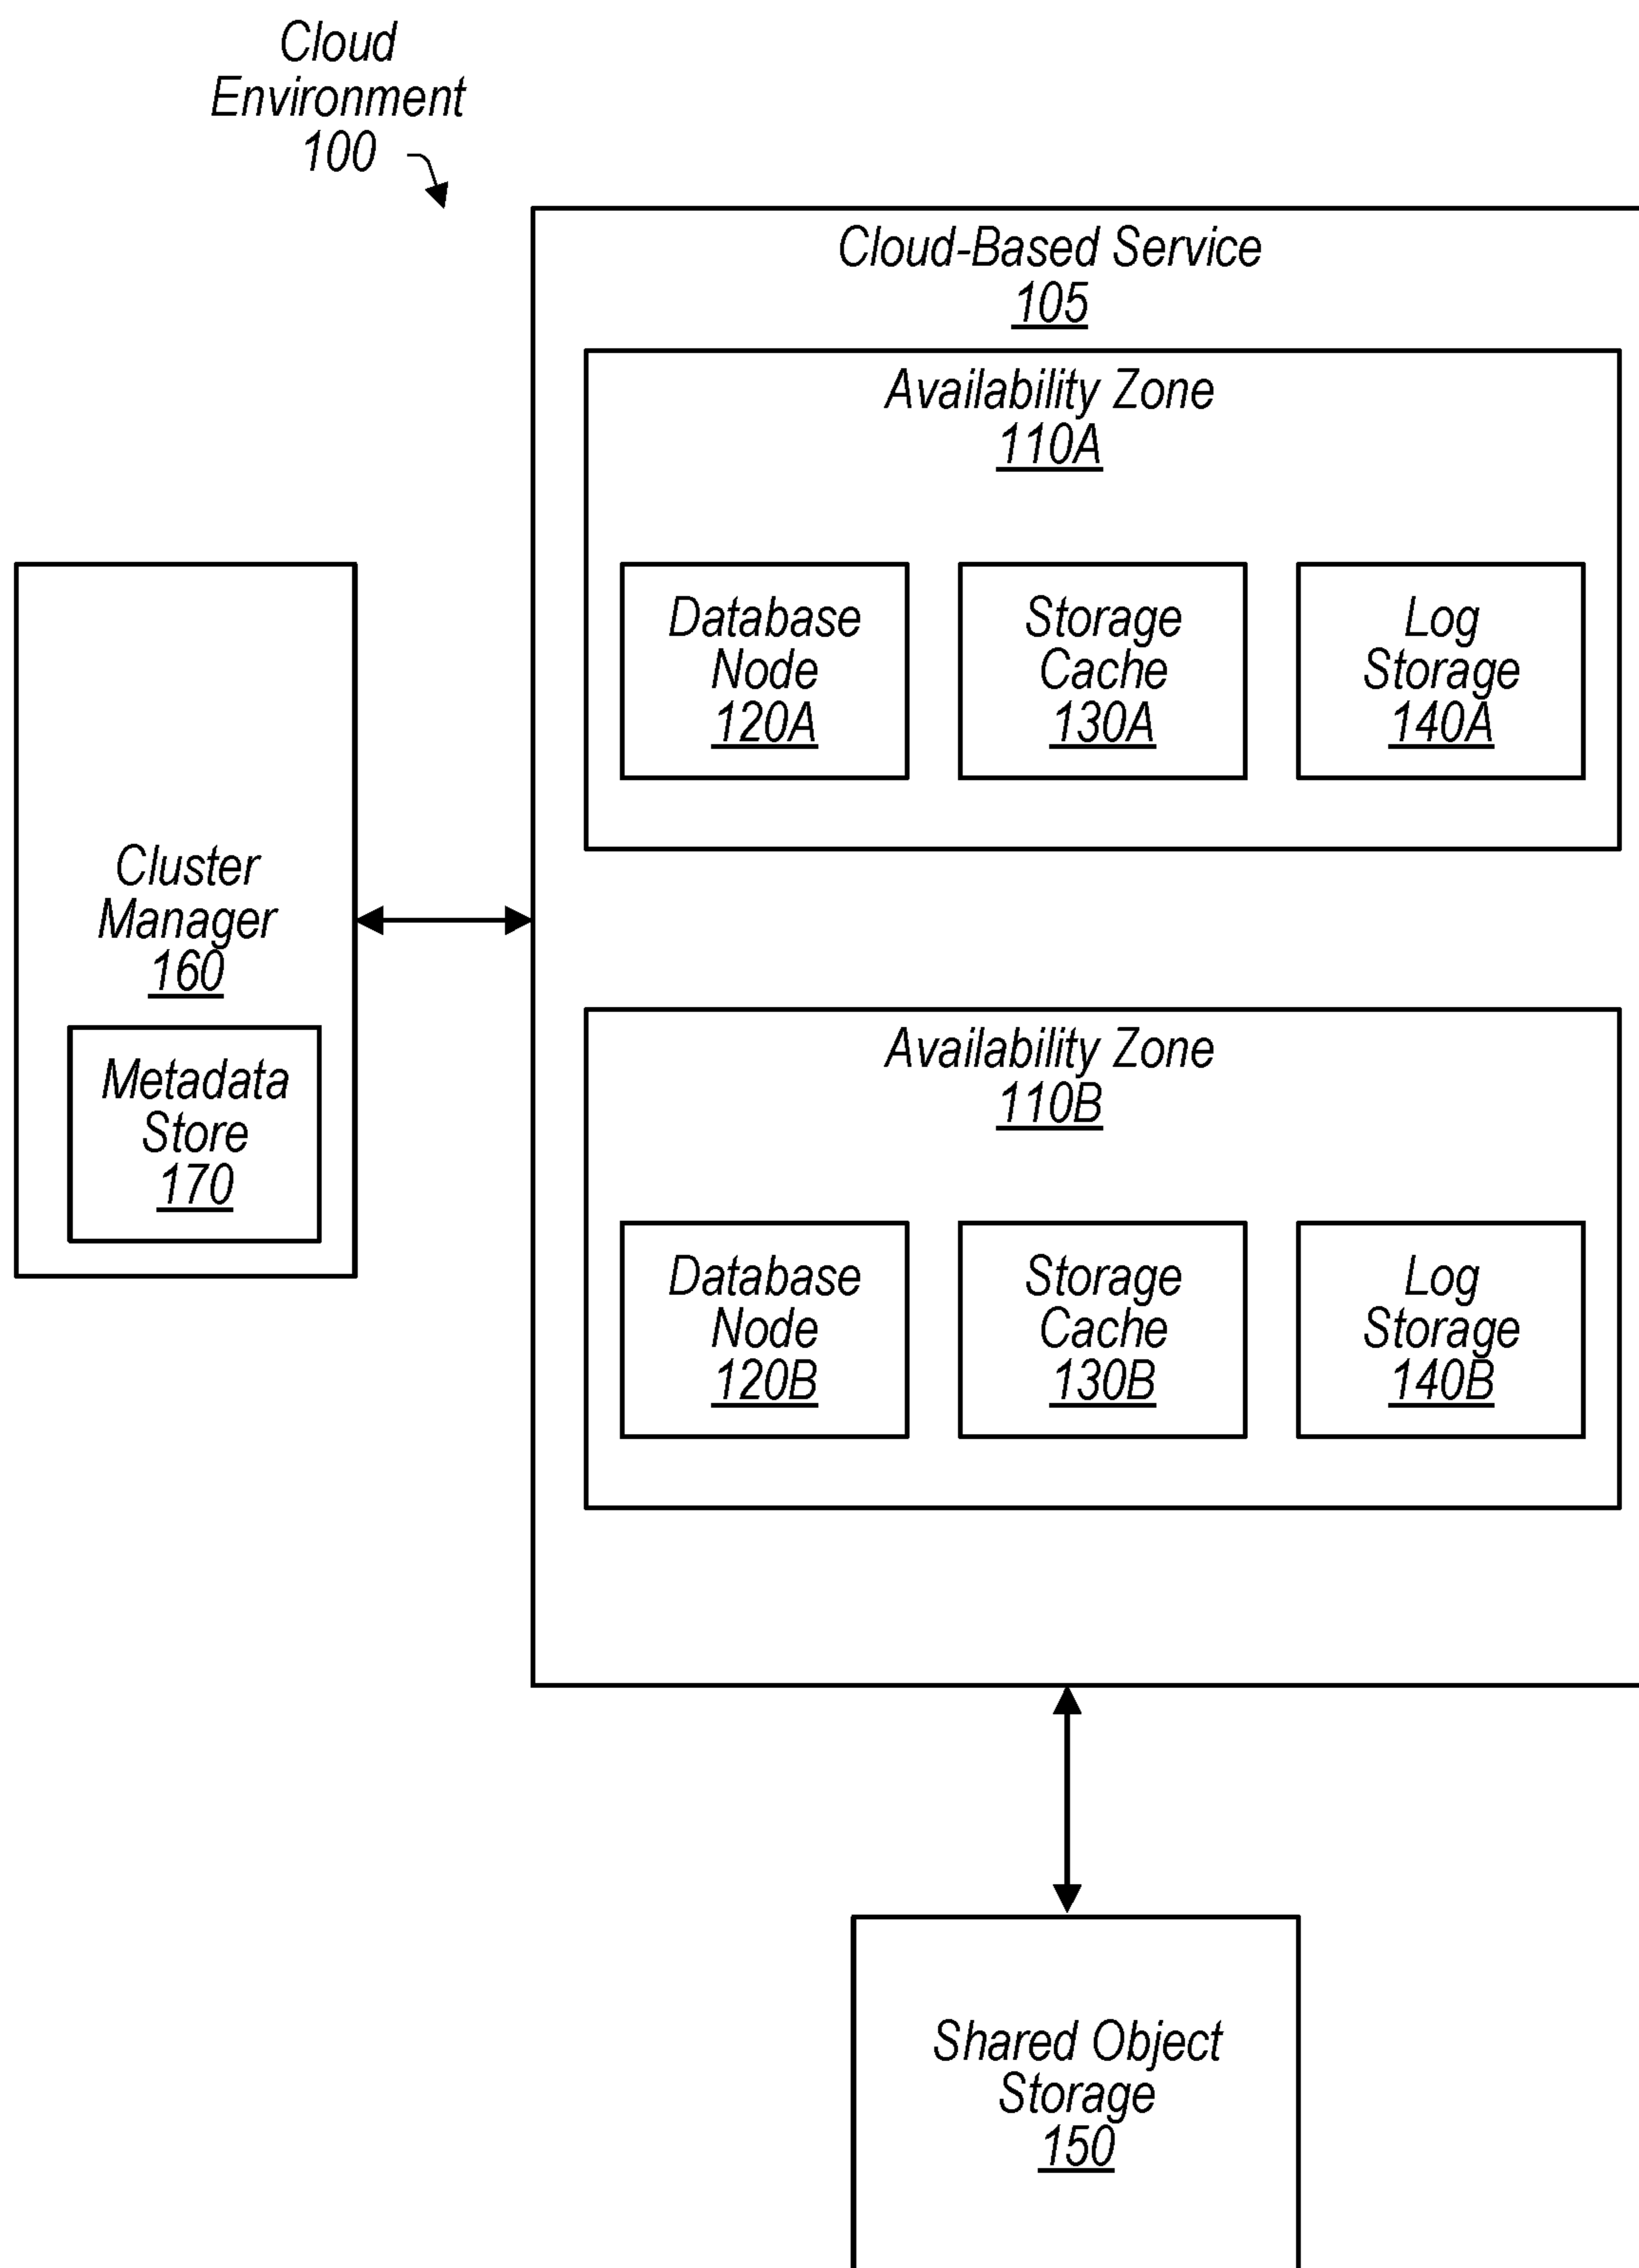 Cloud
Environment
100
Cloud-Based Service
105
Availability Zone
110A
Database
Node
120A
Storage
Cache
130A
Log
Storage
140A
Cluster
Manager
160
Metadata
Store
170
Availability Zone
110B
Database
Node
120B
Storage
Cache
130B
Log
Storage
140B
Shared Object
Storage
150